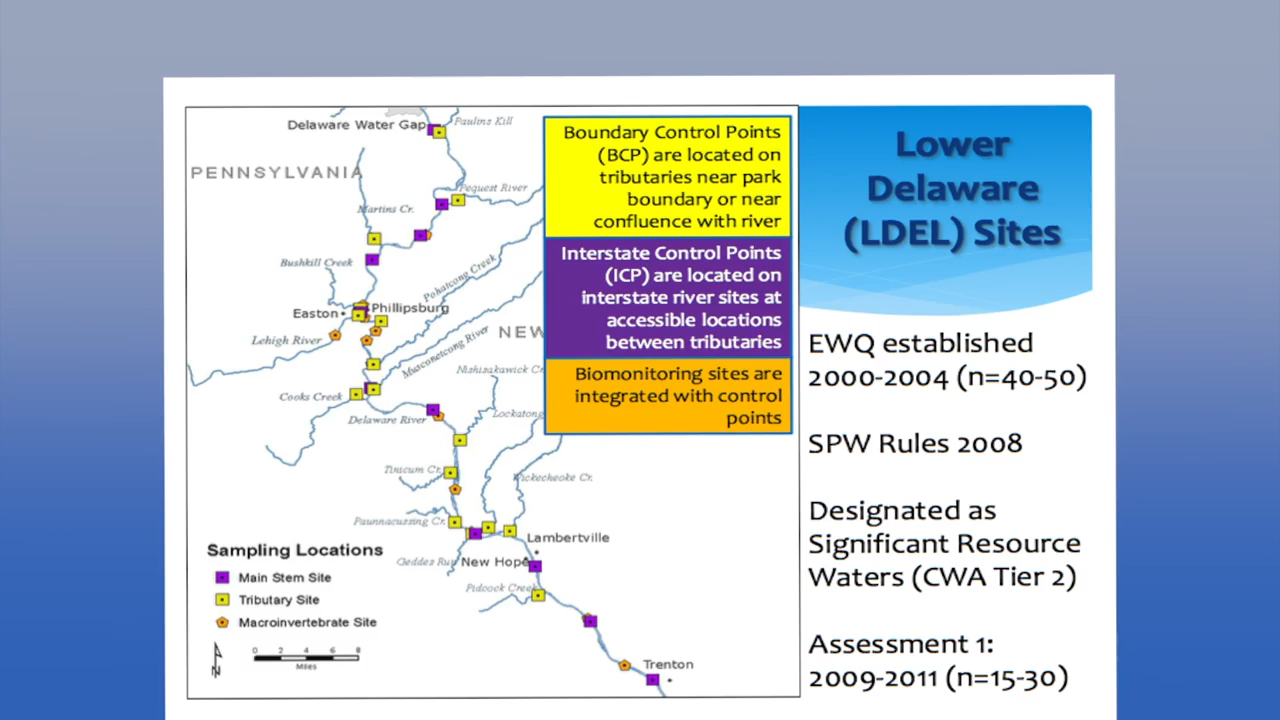 Delaware Water Gap
Paulins Kill
PENNSYLVANIA
Pequest River
Martins Cr.
Bushkill Creek
Pohatcong Creek
Easton
Phillipsburg
Lehigh River
Musconetcong River
NEW
Nishisakawick Cr
Cooks Creek
Delaware River
Lockatong
Tinicum Cr.
Wickecheoke Cr.
Paunnacussing Cr.
Lambertville
Geddes Run
New Hope
Pidcock Creek
Trenton
Sampling Locations
Main Stem Site
Tributary Site
Macroinvertebrate Site
N
0 2 4 6 8
Miles
Boundary Control Points
(BCP) are located on
tributaries near park
boundary or near
confluence with river
Interstate Control Points
(ICP) are located on
interstate river sites at
accessible locations
between tributaries
Biomonitoring sites are
integrated with control
points
Lower
Delaware
(LDEL) Sites
EWQ established
2000-2004 (n=40-50)
SPW Rules 2008
Designated as
Significant Resource
Waters (CWA Tier 2)
Assessment 1:
2009-2011 (n=15-30)